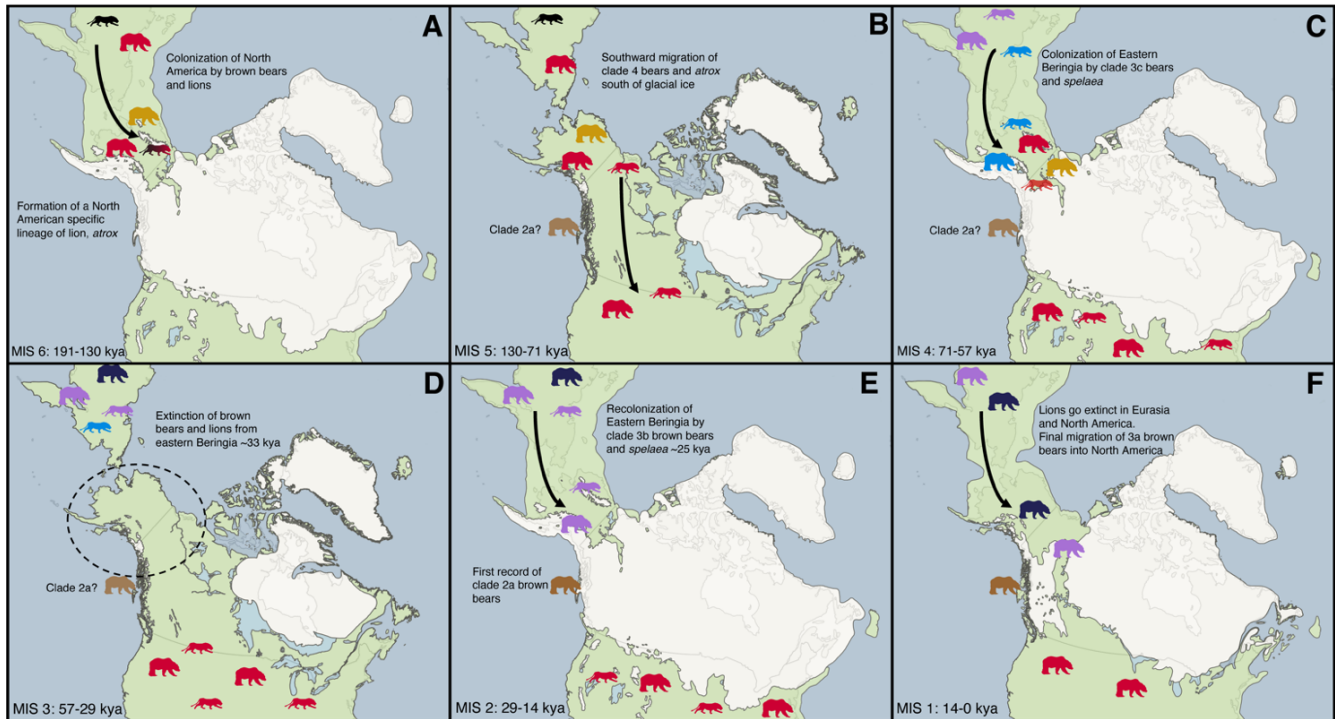 A
Colonization of North
America by brown bears
and lions
Formation of a North
American specific
lineage of lion, atrox
MIS 6: 191-130 kya
B
Southward migration of
clade 4 bears and atrox
south of glacial ice
Clade 2a?
MIS 5: 130-71 kya
C
Colonization of Eastern
Beringia by clade 3c bears
and spelaea
Clade 2a?
MIS 4: 71-57 kya
D
Extinction of brown
bears and lions from
eastern Beringia ~33 kya
Clade 2a?
MIS 3: 57-29 kya
E
Recolonization of
Eastern Beringia by
clade 3b brown bears
and spelaea ~25 kya
First record of
clade 2a brown
bears
MIS 2: 29-14 kya
F
Lions go extinct in Eurasia
and North America.
Final migration of 3a brown
bears into North America
MIS 1: 14-0 kya